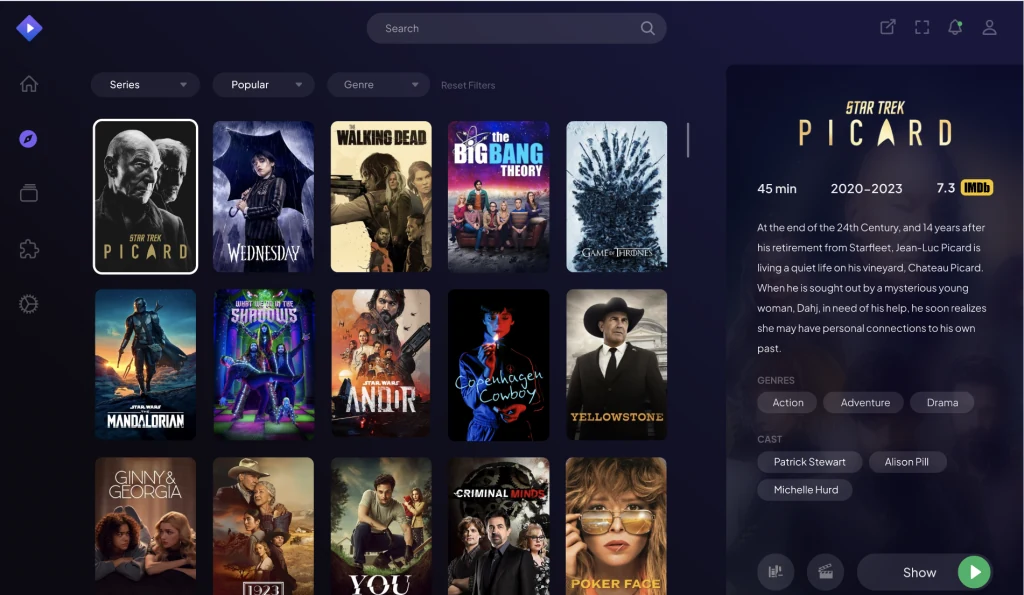 Search
Series
Popular
Genre
Reset Filters
STAR TREK
PICARD
WEDNESDAY
THE
WALKING DEAD
the
BIG BANG
THEORY
GAME OF THRONES
STAR WARS
THE
MANDALORIAN
WHAT WE DO IN THE
SHADOWS
STAR WARS
ANDOR
Copenhagen
Cowboy
YELLOWSTONE
GINNY &
GEORGIA
1923
YOU
CRIMINAL MINDS
POKER FACE
STAR TREK
PICARD
45 min
2020–2023
7.3 IMDb
At the end of the 24th Century, and 14 years after
his retirement from Starfleet, Jean-Luc Picard is
living a quiet life on his vineyard, Chateau Picard.
When he is sought out by a mysterious young
woman, Dahj, in need of his help, he soon realizes
she may have personal connections to his own
past.
GENRES
Action
Adventure
Drama
CAST
Patrick Stewart
Alison Pill
Michelle Hurd
Show